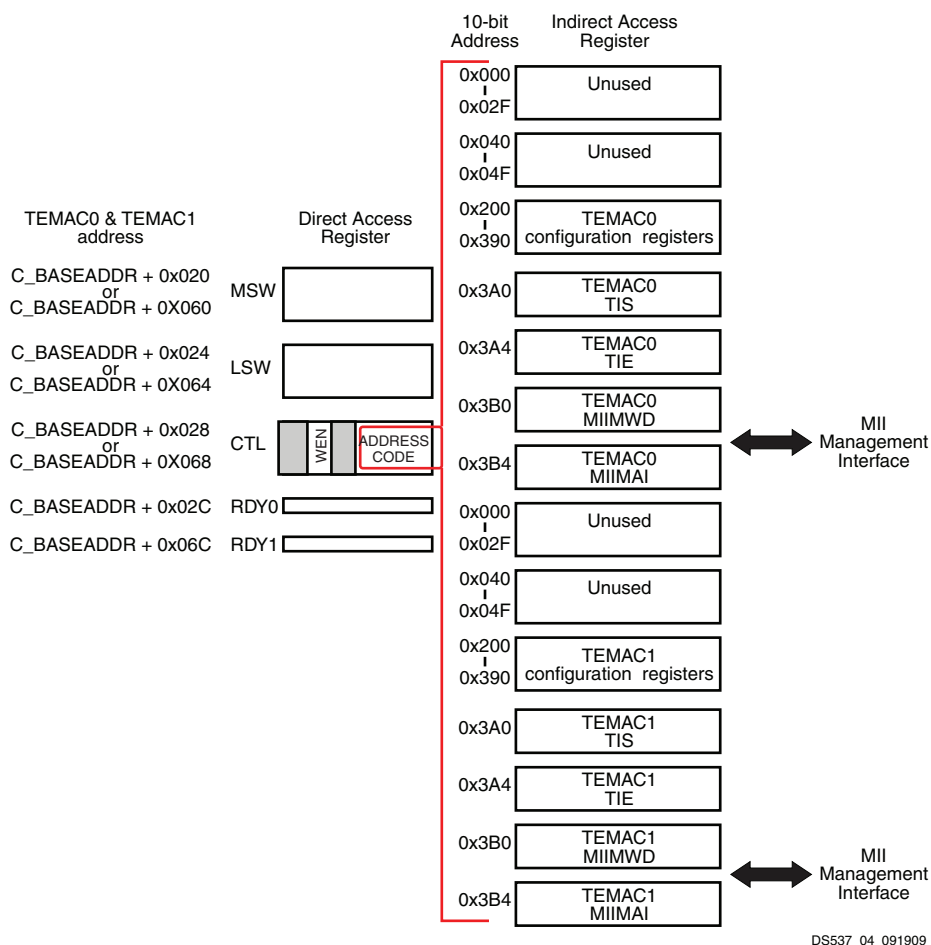 10-bit
Address
Indirect Access
Register
0x000
0x02F
Unused
0x040
0x04F
Unused
0x200
0x390
TEMAC0
configuration registers
0x3A0
TEMAC0
TIS
0x3A4
TEMAC0
TIE
0x3B0
TEMAC0
MIIMWD
0x3B4
TEMAC0
MIIMAI
MII
Management
Interface
TEMAC0 & TEMAC1
address
Direct Access
Register
C_BASEADDR + 0x020
or
C_BASEADDR + 0X060
MSW
C_BASEADDR + 0x024
or
C_BASEADDR + 0X064
LSW
C_BASEADDR + 0x028
or
C_BASEADDR + 0X068
CTL
WEN
ADDRESS
CODE
C_BASEADDR + 0x02C
RDY0
C_BASEADDR + 0x06C
RDY1
0x000
0x02F
Unused
0x040
0x04F
Unused
0x200
0x390
TEMAC1
configuration registers
0x3A0
TEMAC1
TIS
0x3A4
TEMAC1
TIE
0x3B0
TEMAC1
MIIMWD
0x3B4
TEMAC1
MIIMAI
MII
Management
Interface
DS537_04_091909